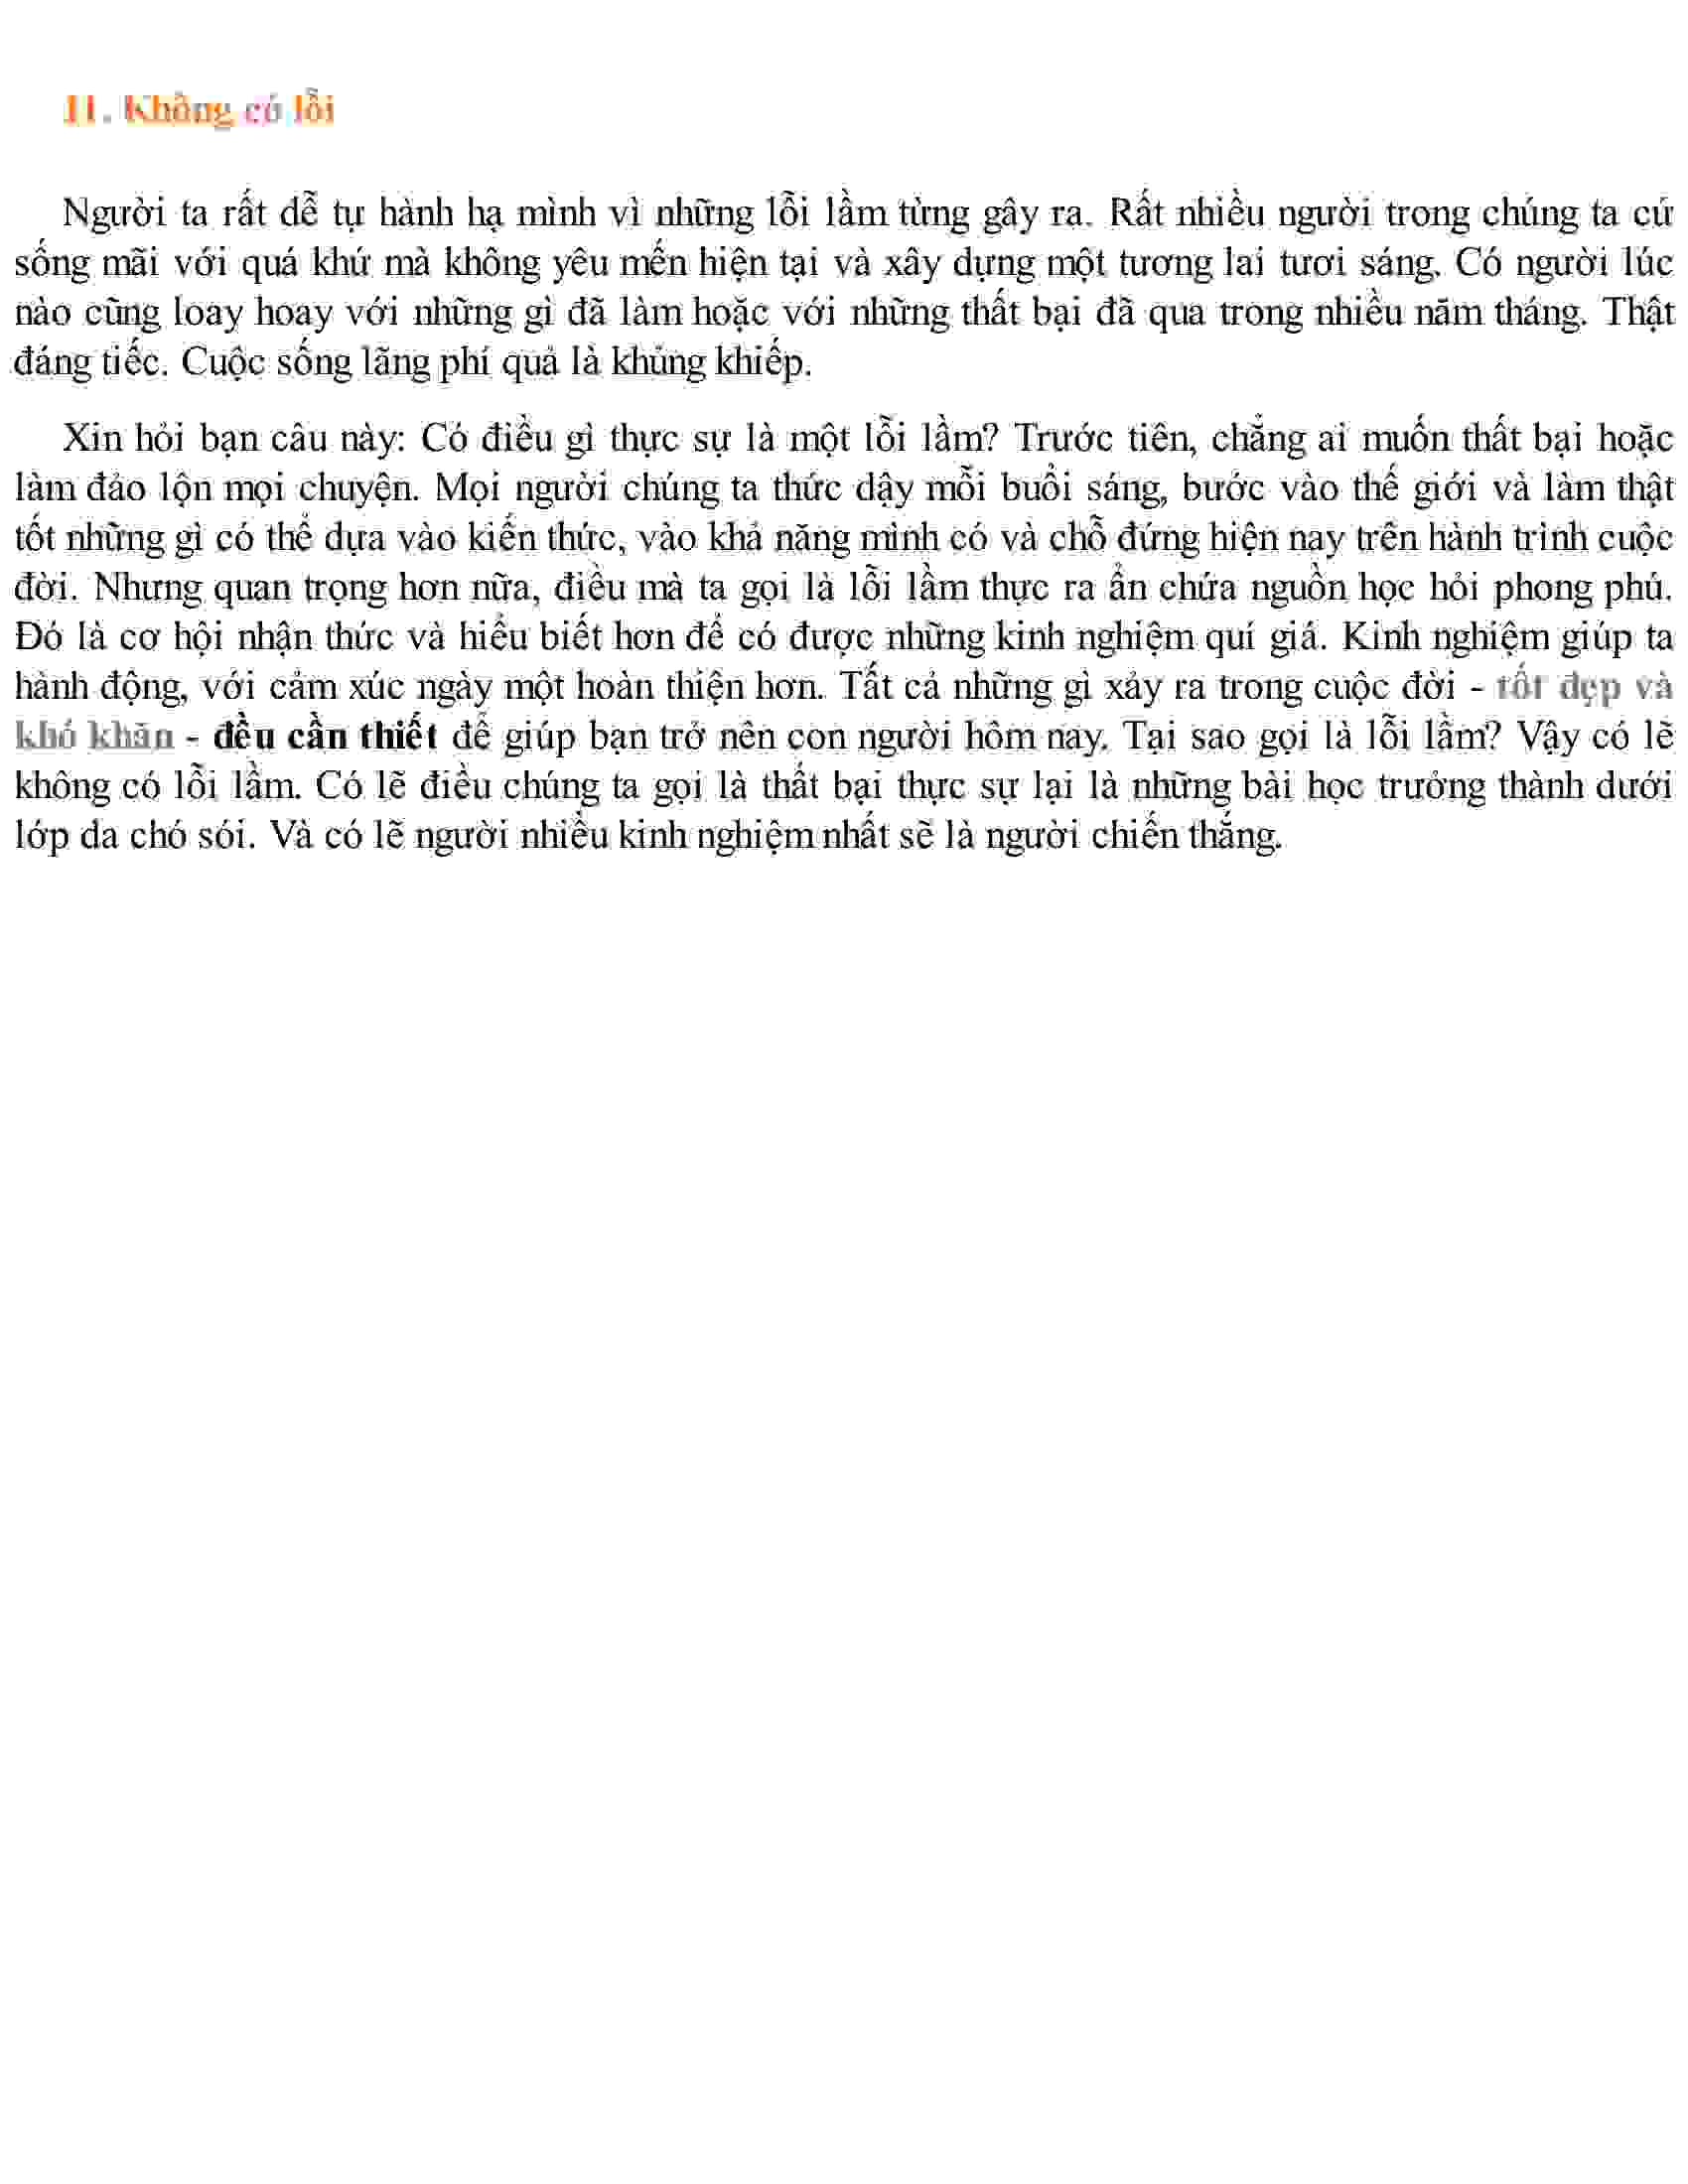 11. Không có lỗi
Người ta rất dễ tự hành hạ mình vì những lỗi lầm từng gây ra. Rất nhiều người trong chúng ta cứ
sống mãi với quá khứ mà không yêu mến hiện tại và xây dựng một tương lai tươi sáng. Có người lúc
nào cũng loay hoay với những gì đã làm hoặc với những thất bại đã qua trong nhiều năm tháng. Thật
đáng tiếc. Cuộc sống lãng phí quả là khủng khiếp.
Xin hỏi bạn câu này: Có điều gì thực sự là một lỗi lầm? Trước tiên, chẳng ai muốn thất bại hoặc
làm đảo lộn mọi chuyện. Mọi người chúng ta thức dậy mỗi buổi sáng, bước vào thế giới và làm thật
tốt những gì có thể dựa vào kiến thức, vào khả năng mình có và chỗ đứng hiện nay trên hành trình cuộc
đời. Nhưng quan trọng hơn nữa, điều mà ta gọi là lỗi lầm thực ra ẩn chứa nguồn học hỏi phong phú.
Đó là cơ hội nhận thức và hiểu biết hơn để có được những kinh nghiệm quí giá. Kinh nghiệm giúp ta
hành động, với cảm xúc ngày một hoàn thiện hơn. Tất cả những gì xảy ra trong cuộc đời - tốt đẹp và
khó khăn - đều cần thiết để giúp bạn trở nên con người hôm nay. Tại sao gọi là lỗi lầm? Vậy có lẽ
không có lỗi lầm. Có lẽ điều chúng ta gọi là thất bại thực sự lại là những bài học trưởng thành dưới
lớp da chó sói. Và có lẽ người nhiều kinh nghiệm nhất sẽ là người chiến thắng.